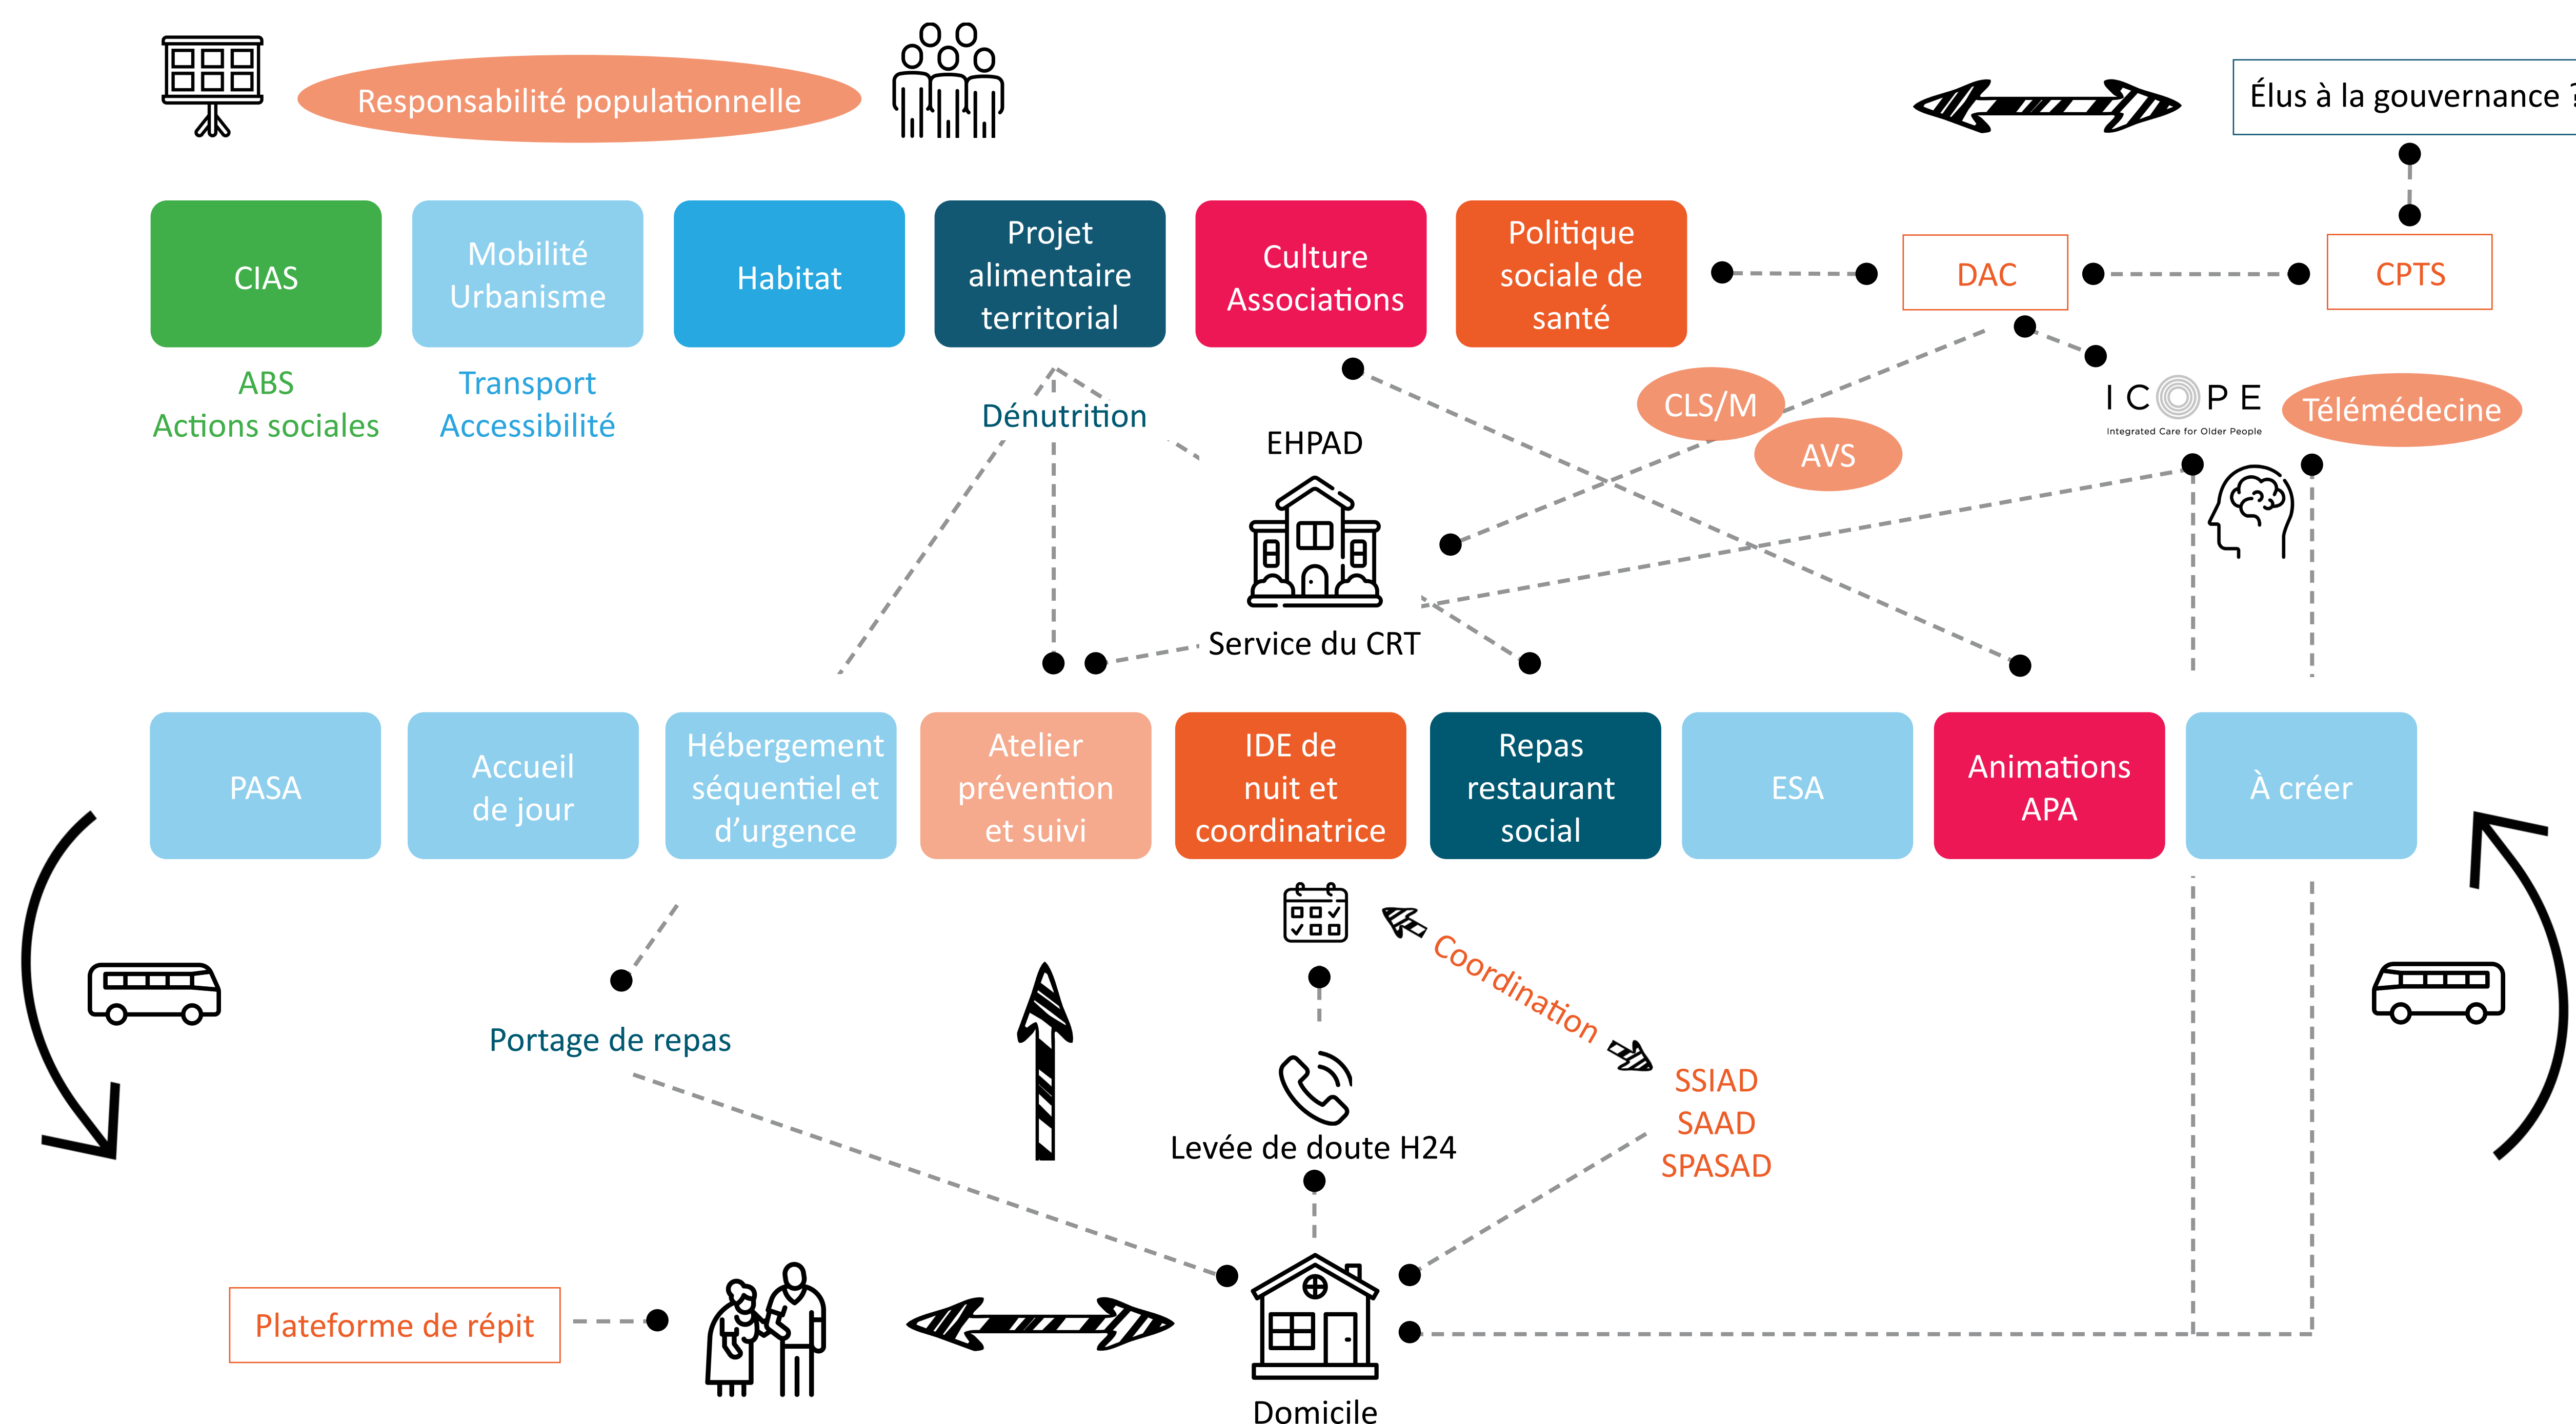 Responsabilité populationnelle
Élus à la gouvernance ?
CIAS
Mobilité
Urbanisme
Habitat
Projet
alimentaire
territorial
Culture
Associations
Politique
sociale de
santé
DAC
CPTS
ABS
Actions sociales
Transport
Accessibilité
Dénutrition
EHPAD
CLS/M
AVS
ICOPE
Integrated Care for Older People
Télémédecine
Service du CRT
PASA
Accueil
de jour
Hébergement
séquentiel et
d’urgence
Atelier
prévention
et suivi
IDE de
nuit et
coordinatrice
Repas
restaurant
social
ESA
Animations
APA
À créer
Coordination
Portage de repas
Levée de doute H24
SSIAD
SAAD
SPASAD
Plateforme de répit
Domicile